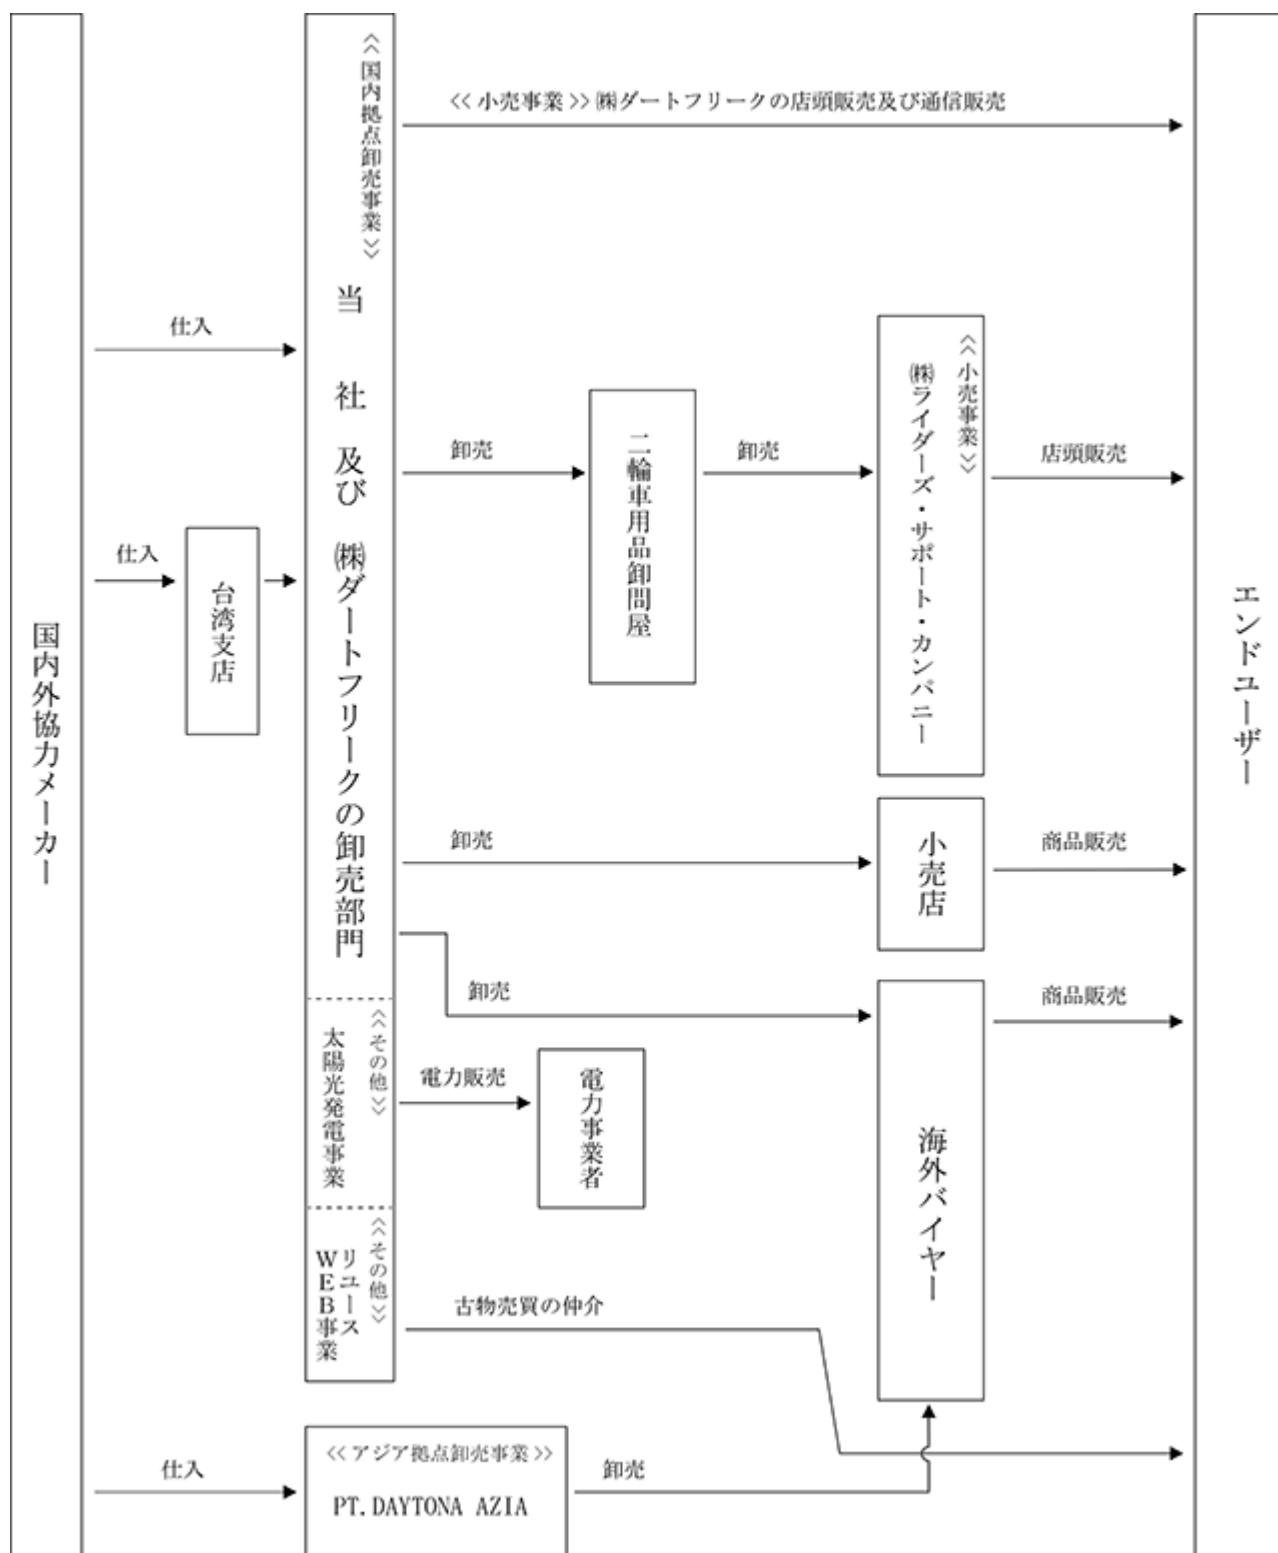 国内外協力メーカー
仕入
仕入
台湾支店
仕入
<<国内拠点卸売事業>>
当社及び㈱ダートフリークの卸売部門
<<その他>>
太陽光発電事業
<<その他>>
リユース
WEB事業
<<アジア拠点卸売事業>>
PT.DAYTONA AZIA
<<小売事業>>㈱ダートフリークの店頭販売及び通信販売
卸売
二輪車用品卸問屋
卸売
<<小売事業>>
㈱ライダーズ・サポート・カンパニー
店頭販売
卸売
小売店
商品販売
卸売
海外バイヤー
商品販売
電力販売
電力事業者
古物売買の仲介
卸売
エンドユーザー